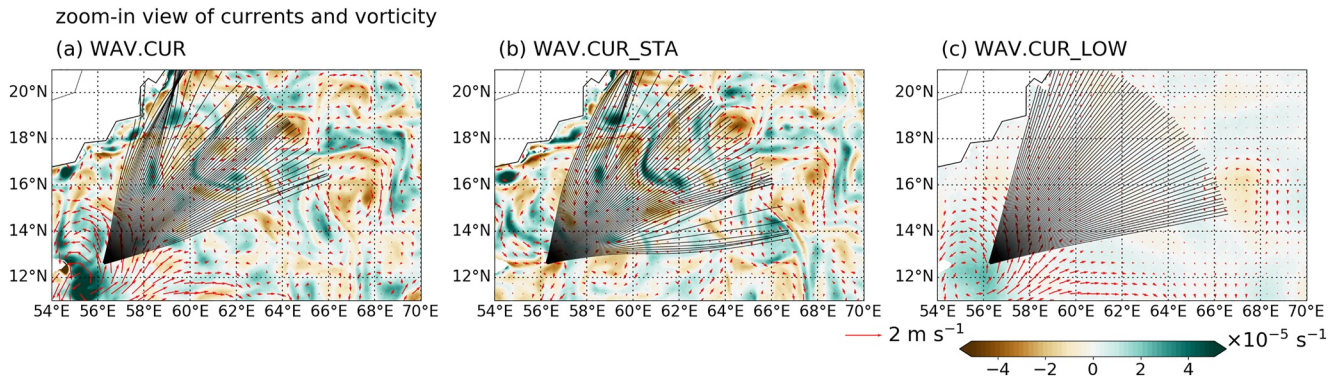 zoom-in view of currents and vorticity
(a) WAV.CUR
(b) WAV.CUR_STA
(c) WAV.CUR_LOW
20°N
18°N
16°N
14°N
12°N
54°E 56°E 58°E 60°E 62°E 64°E 66°E 68°E 70°E
20°N
18°N
16°N
14°N
12°N
54°E 56°E 58°E 60°E 62°E 64°E 66°E 68°E 70°E
20°N
18°N
16°N
14°N
12°N
54°E 56°E 58°E 60°E 62°E 64°E 66°E 68°E 70°E
2 m s⁻¹
×10⁻⁵ s⁻¹
−4 −2 0 2 4